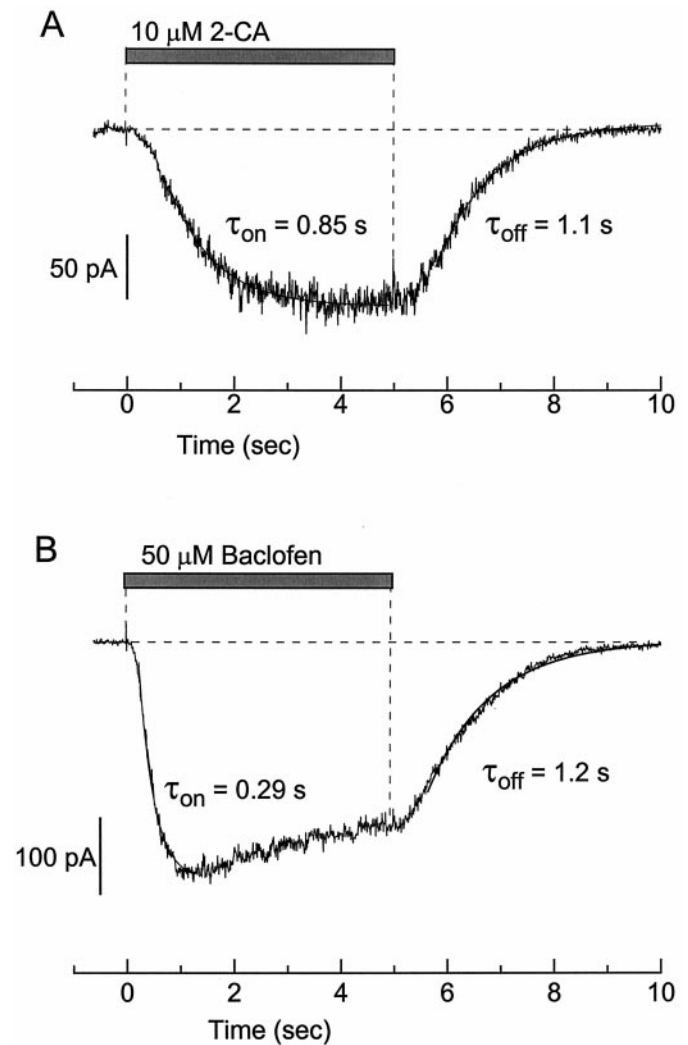 A
10 μM 2-CA
τon = 0.85 s
τoff = 1.1 s
50 pA
0 2 4 6 8 10
Time (sec)
B
50 μM Baclofen
τon = 0.29 s
τoff = 1.2 s
100 pA
0 2 4 6 8 10
Time (sec)